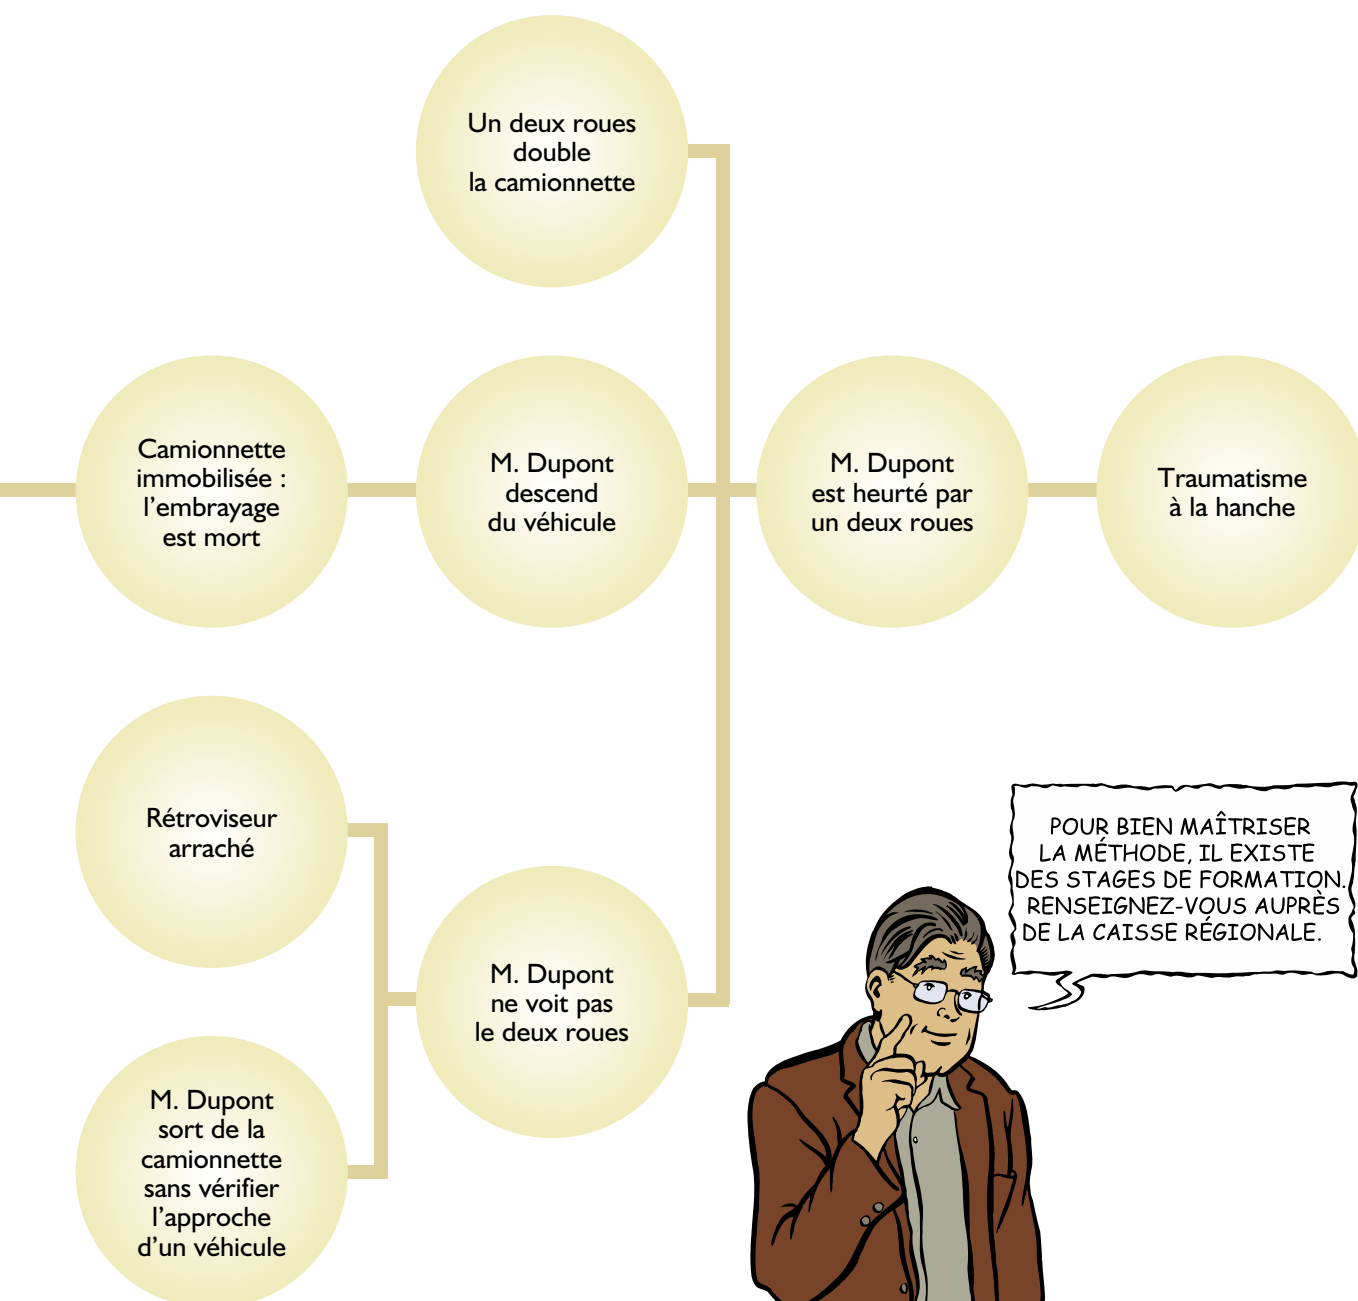 Un deux roues
double
la camionnette
Camionnette
immobilisée :
l’embrayage
est mort
M. Dupont
descend
du véhicule
M. Dupont
est heurté par
un deux roues
Traumatisme
à la hanche
Rétroviseur
arraché
M. Dupont
ne voit pas
le deux roues
M. Dupont
sort de la
camionnette
sans vérifier
l’approche
d’un véhicule
POUR BIEN MAÎTRISER
LA MÉTHODE, IL EXISTE
DES STAGES DE FORMATION.
RENSEIGNEZ-VOUS AUPRÈS
DE LA CAISSE RÉGIONALE.